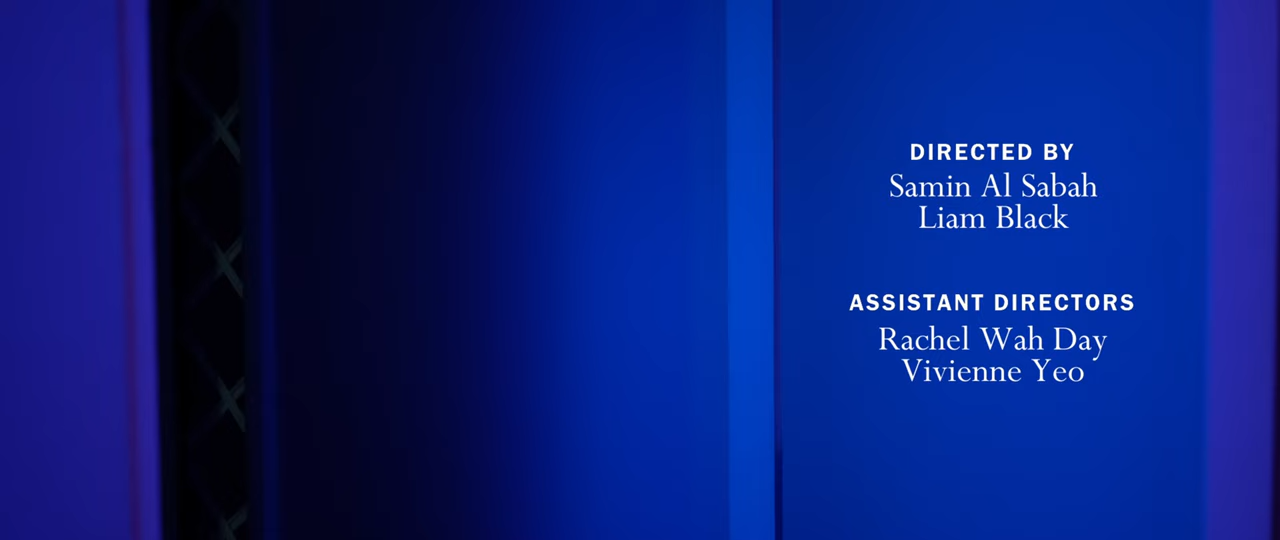 DIRECTED BY
Samin Al Sabah
Liam Black
ASSISTANT DIRECTORS
Rachel Wah Day
Vivienne Yeo